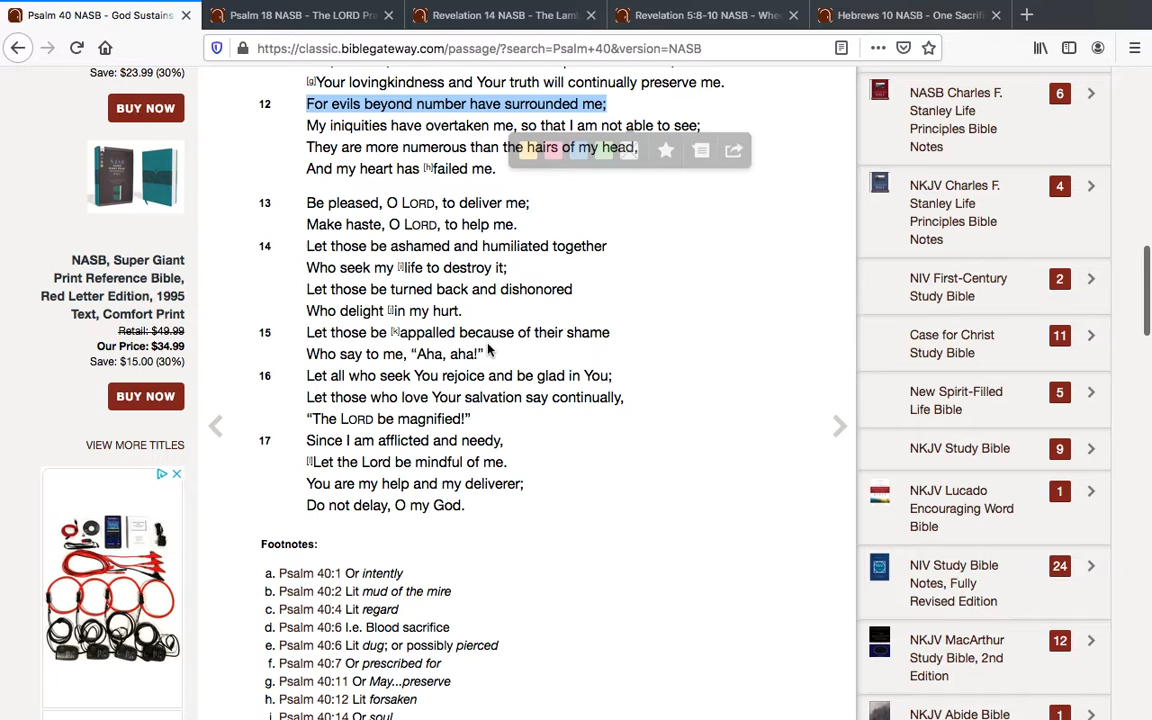 Psalm 40 NASB - God Sustains
Psalm 18 NASB - The LORD Pr
Revelation 14 NASB - The Lam
Revelation 5:8-10 NASB - Whe
Hebrews 10 NASB - One Sacrif
https://classic.biblegateway.com/passage/?search=Psalm+40&version=NASB
Save: $23.99 (30%)
BUY NOW
NASB, Super Giant
Print Reference Bible,
Red Letter Edition, 1995
Text, Comfort Print
Retail: $49.99
Our Price: $34.99
Save: $15.00 (30%)
BUY NOW
VIEW MORE TITLES
[g]Your lovingkindness and Your truth will continually preserve me.
12 For evils beyond number have surrounded me;
My iniquities have overtaken me, so that I am not able to see;
They are more numerous than the hairs of my head,
And my heart has [h]failed me.
13 Be pleased, O LORD, to deliver me;
Make haste, O LORD, to help me.
14 Let those be ashamed and humiliated together
Who seek my [i]life to destroy it;
Let those be turned back and dishonored
Who delight [j]in my hurt.
15 Let those be [k]appalled because of their shame
Who say to me, “Aha, aha!”
16 Let all who seek You rejoice and be glad in You;
Let those who love Your salvation say continually,
“The LORD be magnified!”
17 Since I am afflicted and needy,
[l]Let the Lord be mindful of me.
You are my help and my deliverer;
Do not delay, O my God.
Footnotes:
a. Psalm 40:1 Or intently
b. Psalm 40:2 Lit mud of the mire
c. Psalm 40:4 Lit regard
d. Psalm 40:6 I.e. Blood sacrifice
e. Psalm 40:6 Lit dug; or possibly pierced
f. Psalm 40:7 Or prescribed for
g. Psalm 40:11 Or May...preserve
h. Psalm 40:12 Lit forsaken
i. Psalm 40:14 Or soul
NASB Charles F.
Stanley Life
Principles Bible
Notes
6
NKJV Charles F.
Stanley Life
Principles Bible
Notes
4
NIV First-Century
Study Bible
2
Case for Christ
Study Bible
11
New Spirit-Filled
Life Bible
5
NKJV Study Bible
9
NKJV Lucado
Encouraging Word
Bible
1
NIV Study Bible
Notes, Fully
Revised Edition
24
NKJV MacArthur
Study Bible, 2nd
Edition
12
NKJV Abide Bible
1